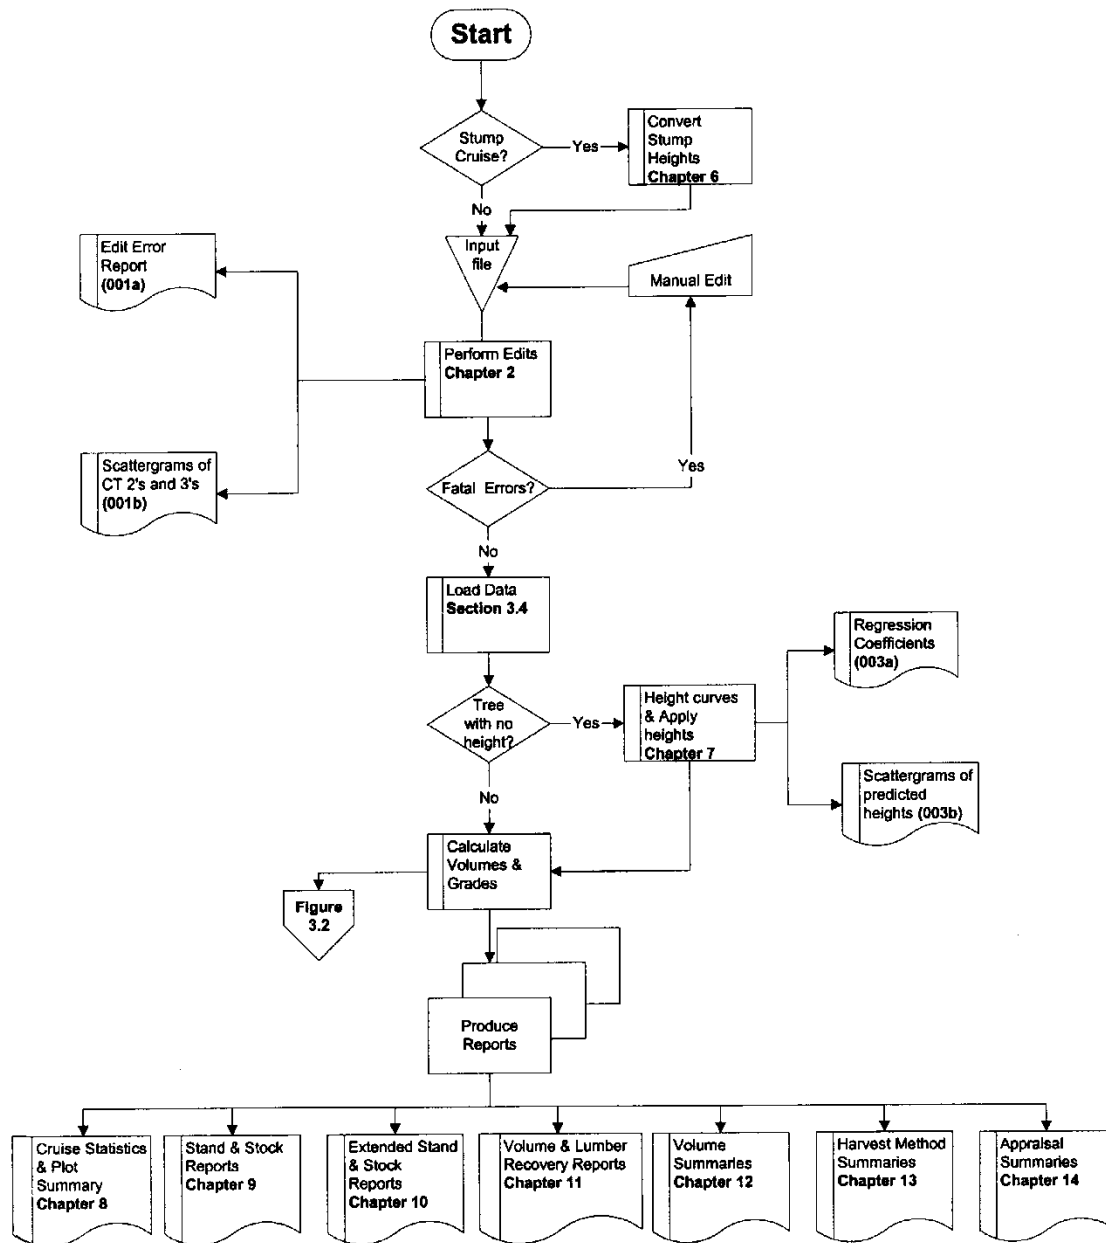 Start
Stump
Cruise?
Yes
Convert
Stump
Heights
Chapter 6
No
Input
file
Edit Error
Report
(001a)
Manual Edit
Perform Edits
Chapter 2
Scattergrams of
CT 2's and 3's
(001b)
Yes
Fatal Errors?
No
Load Data
Section 3.4
Regression
Coefficients
(003a)
Tree
with no
height?
Yes
Height curves
& Apply
heights
Chapter 7
Scattergrams of
predicted
heights (003b)
No
Calculate
Volumes &
Grades
Figure
3.2
Produce
Reports
Cruise Statistics
& Plot
Summary
Chapter 8
Stand & Stock
Reports
Chapter 9
Extended Stand
& Stock
Reports
Chapter 10
Volume & Lumber
Recovery Reports
Chapter 11
Volume
Summaries
Chapter 12
Harvest Method
Summaries
Chapter 13
Appraisal
Summaries
Chapter 14